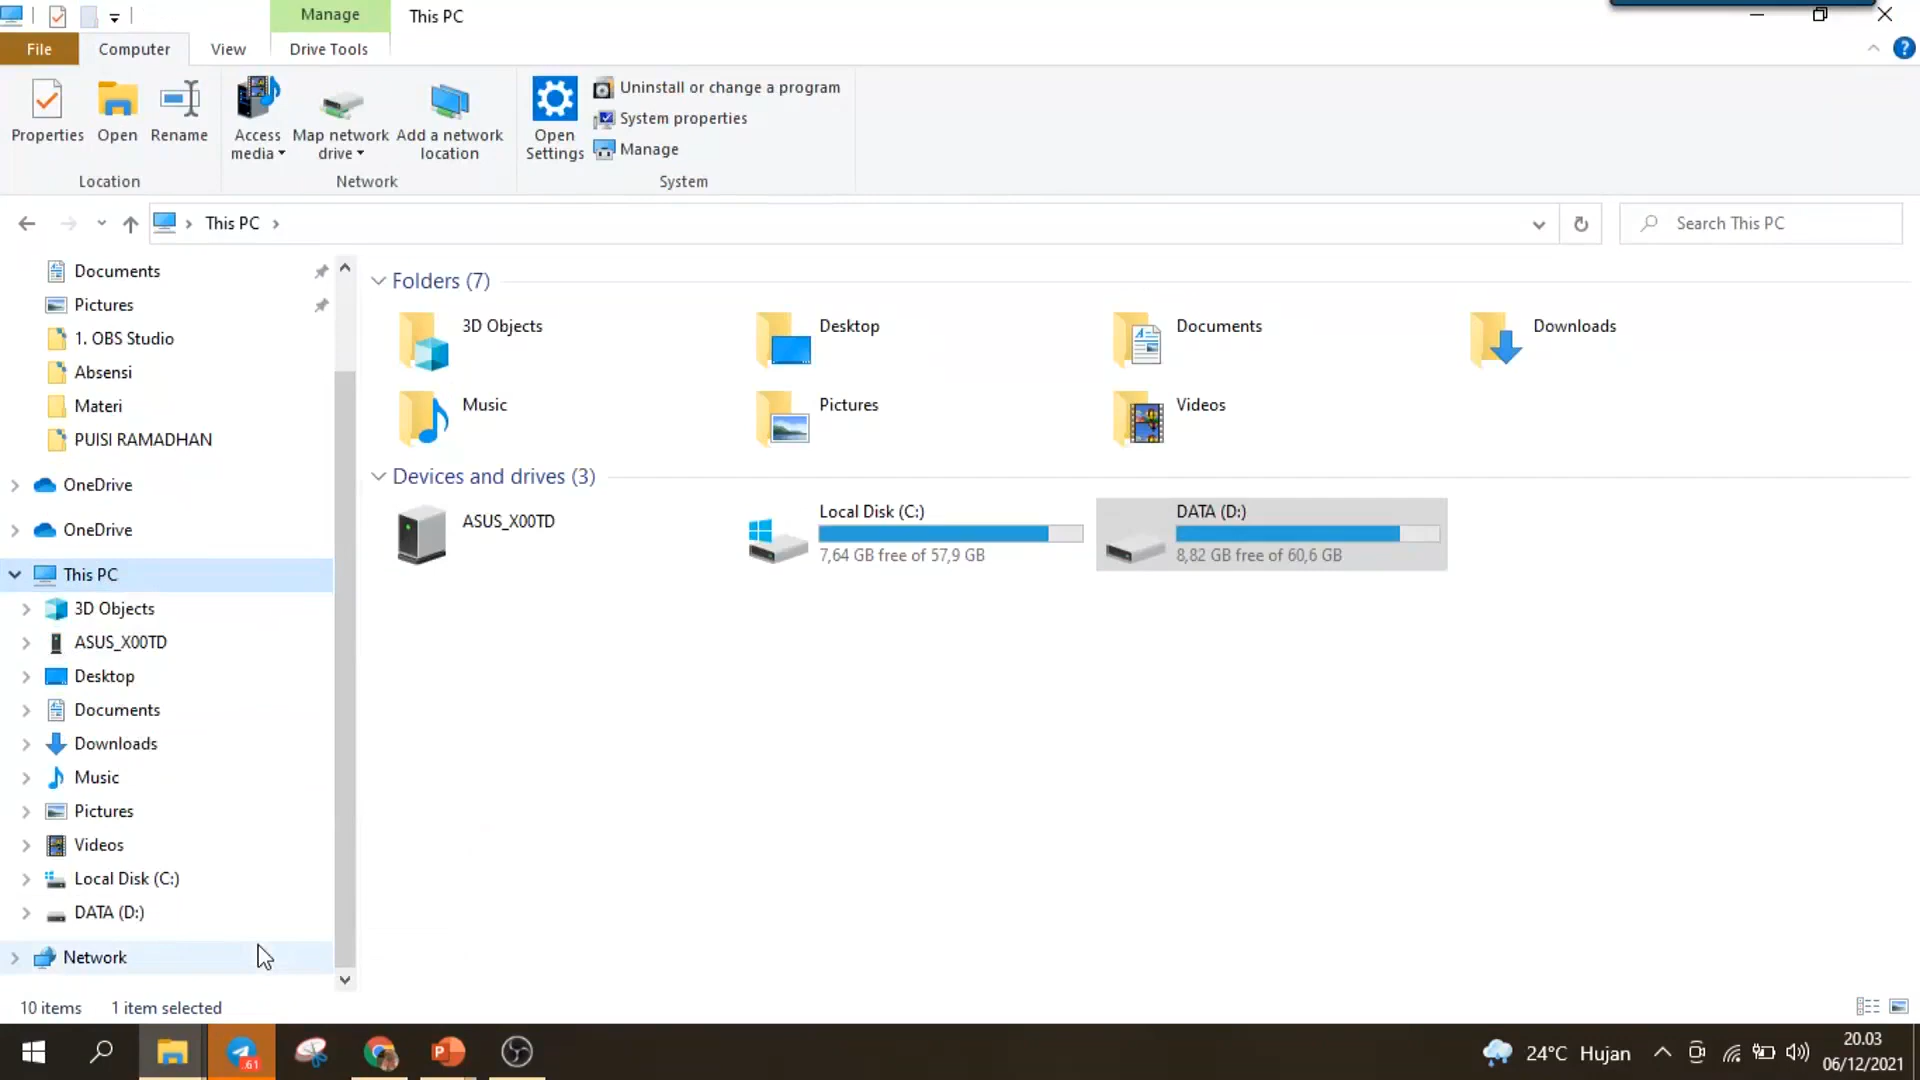 Manage
This PC
File
Computer
View
Drive Tools
Properties
Open
Rename
Access media
Map network drive
Add a network location
Open Settings
Uninstall or change a program
System properties
Manage
Location
Network
System
This PC
Search This PC
Documents
Pictures
1. OBS Studio
Absensi
Materi
PUISI RAMADHAN
OneDrive
OneDrive
This PC
3D Objects
ASUS_X00TD
Desktop
Documents
Downloads
Music
Pictures
Videos
Local Disk (C:)
DATA (D:)
Network
Folders (7)
3D Objects
Desktop
Documents
Downloads
Music
Pictures
Videos
Devices and drives (3)
ASUS_X00TD
Local Disk (C:)
7,64 GB free of 57,9 GB
DATA (D:)
8,82 GB free of 60,6 GB
10 items
1 item selected
.61
P
24°C Hujan
20.03
06/12/2021